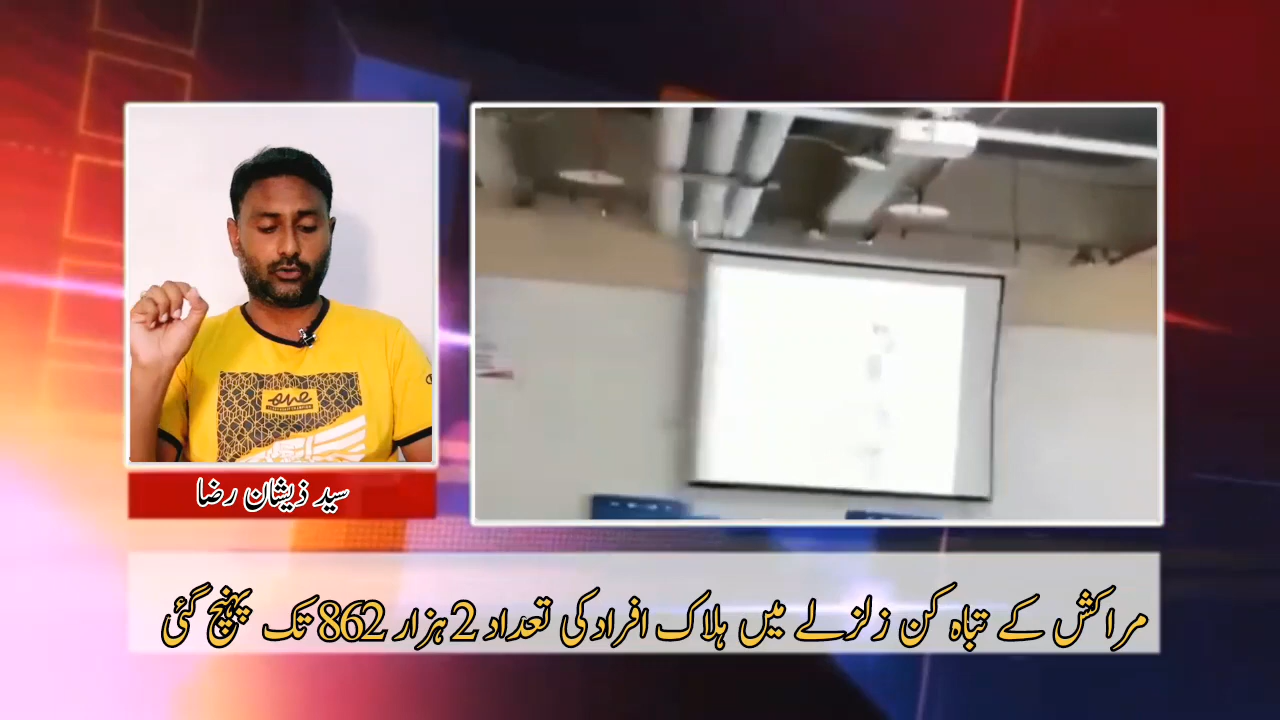 one
سید ذیشان رضا
مراکش کے تباہ کن زلزلے میں ہلاک افراد کی تعداد 2 ہزار 862 تک پہنچ گئی